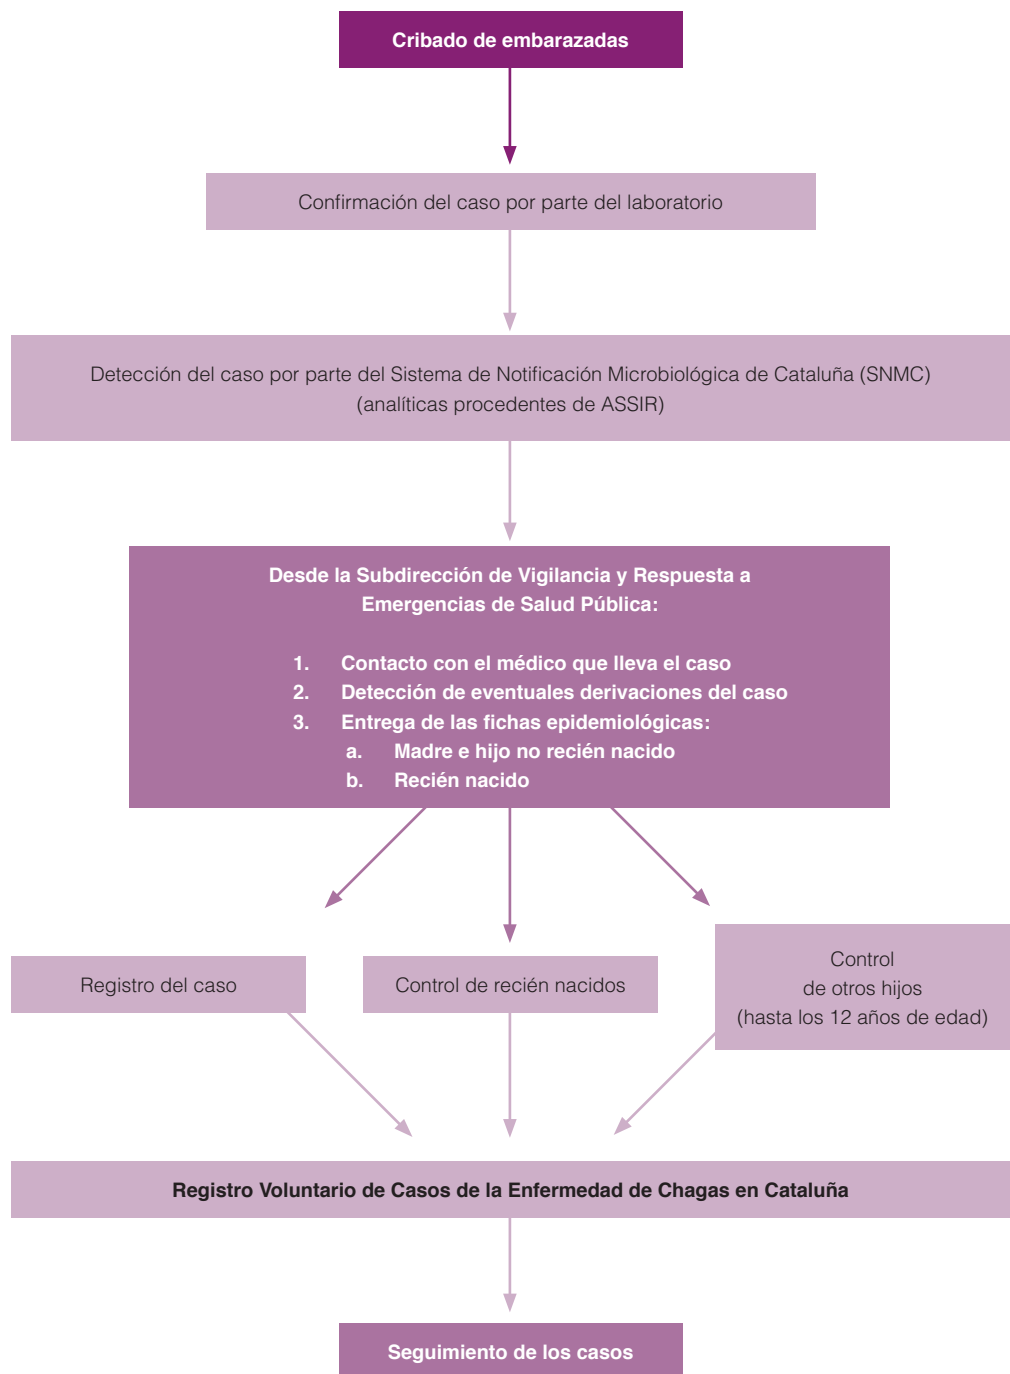 Cribado de embarazadas
Confirmación del caso por parte del laboratorio
Detección del caso por parte del Sistema de Notificación Microbiológica de Cataluña (SNMC)
(analíticas procedentes de ASSIR)
Desde la Subdirección de Vigilancia y Respuesta a
Emergencias de Salud Pública:
1. Contacto con el médico que lleva el caso
2. Detección de eventuales derivaciones del caso
3. Entrega de las fichas epidemiológicas:
a. Madre e hijo no recién nacido
b. Recién nacido
Registro del caso
Control de recién nacidos
Control
de otros hijos
(hasta los 12 años de edad)
Registro Voluntario de Casos de la Enfermedad de Chagas en Cataluña
Seguimiento de los casos